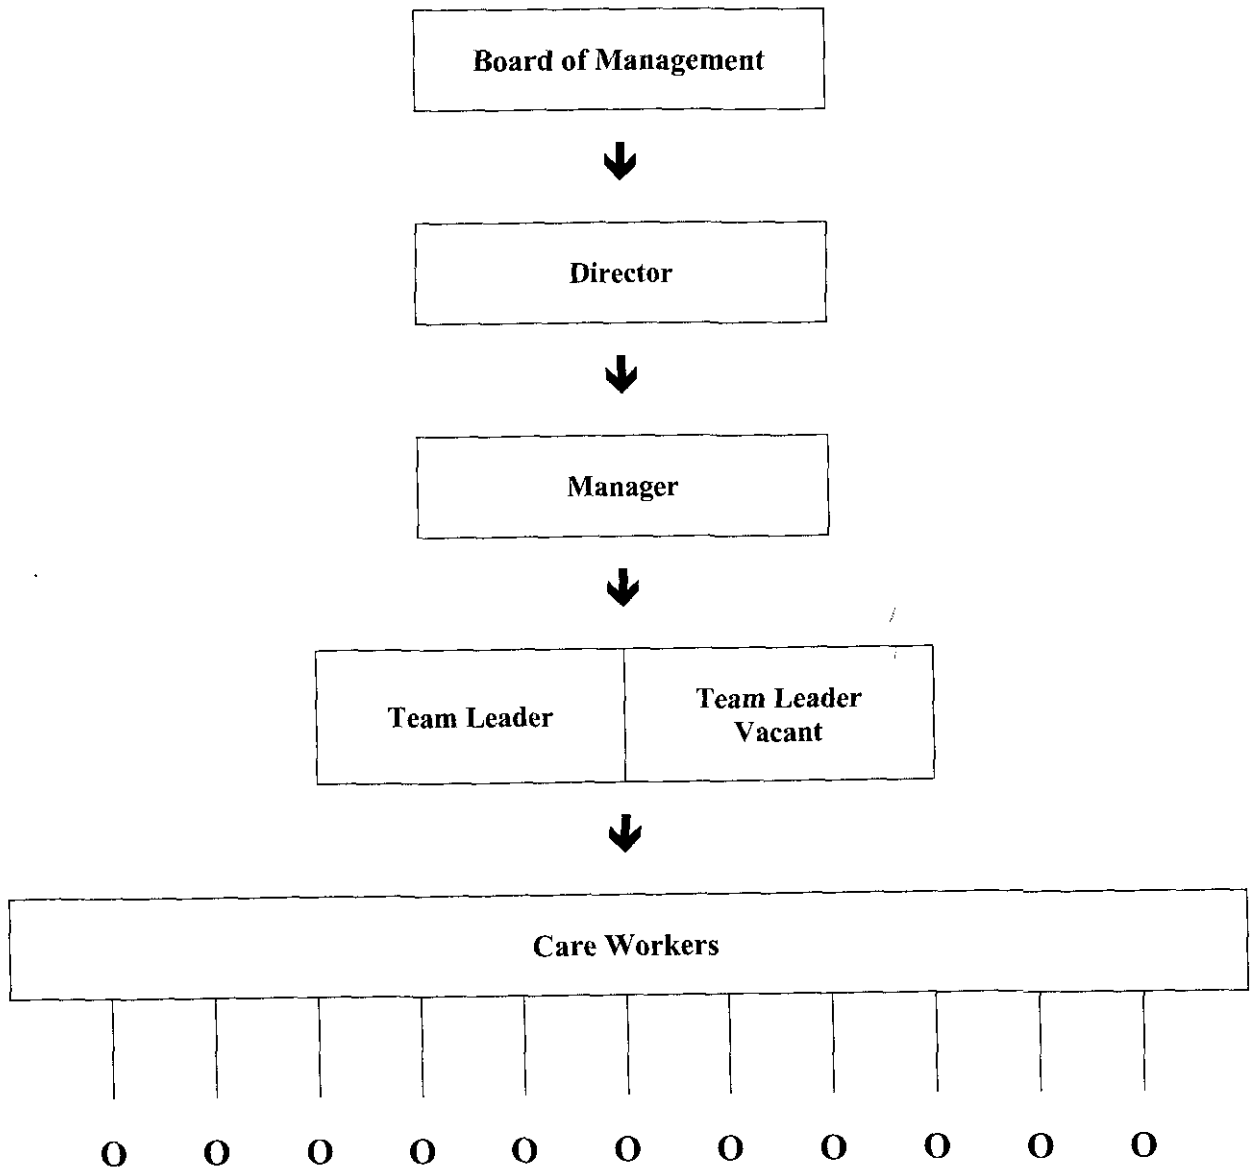 Board of Management
Director
Manager
Team Leader
Team Leader
Vacant
Care Workers
O O O O O O O O O O O